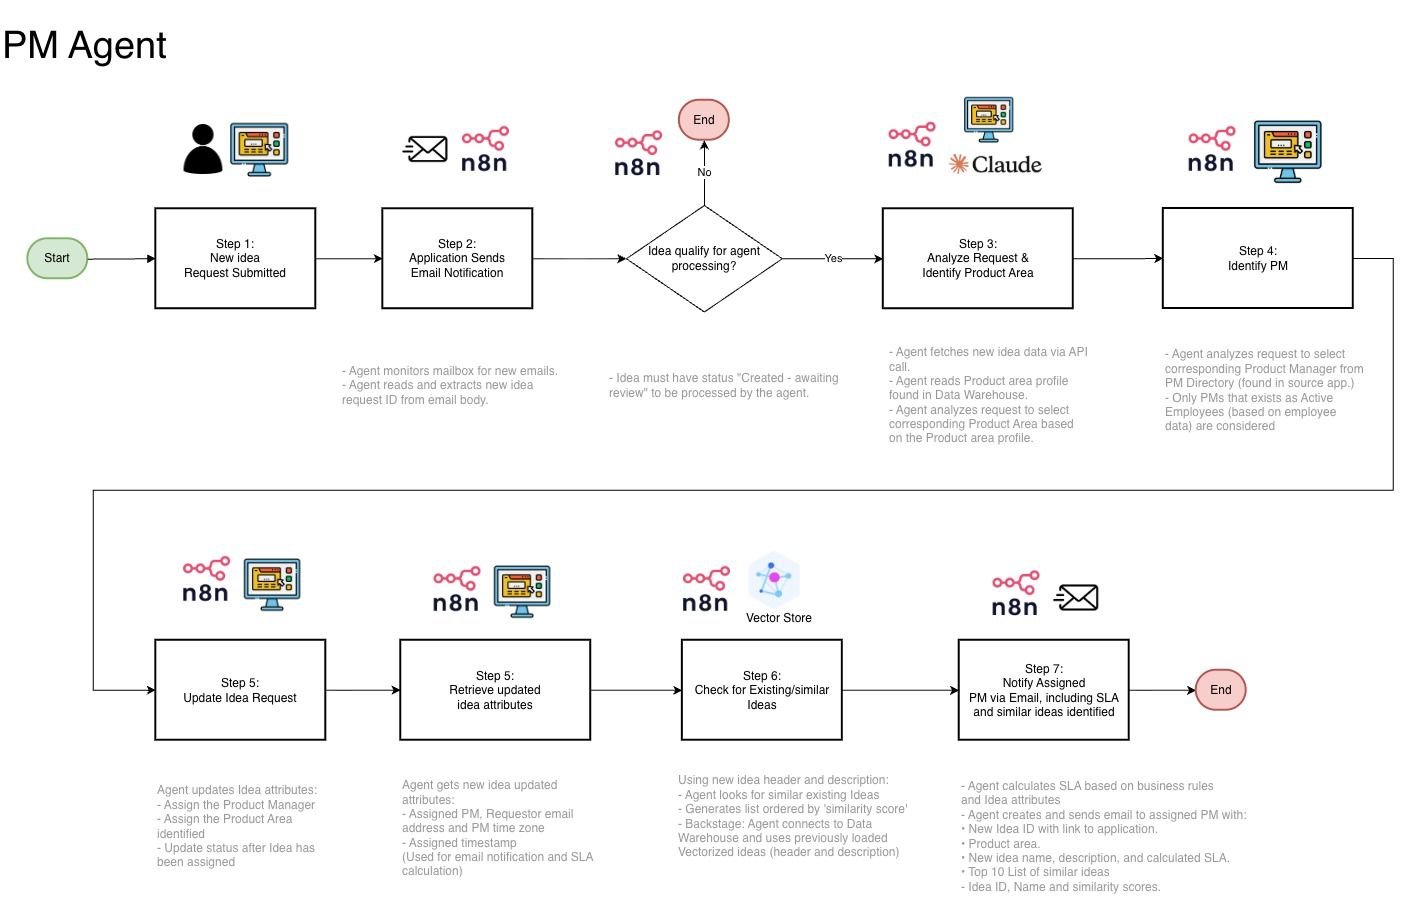 PM Agent
n8n
n8n
End
No
n8n
Claude
n8n
Start
Step 1:
New idea
Request Submitted
Step 2:
Application Sends
Email Notification
Idea qualify for agent
processing?
Yes
Step 3:
Analyze Request &
Identify Product Area
Step 4:
Identify PM
- Agent monitors mailbox for new emails.
- Agent reads and extracts new idea
request ID from email body.
- Idea must have status "Created - awaiting
review" to be processed by the agent.
- Agent fetches new idea data via API
call.
- Agent reads Product area profile
found in Data Warehouse.
- Agent analyzes request to select
corresponding Product Area based
on the Product area profile.
- Agent analyzes request to select
corresponding Product Manager from
PM Directory (found in source app.)
- Only PMs that exists as Active
Employees (based on employee
data) are considered
n8n
n8n
n8n
Vector Store
n8n
Step 5:
Update Idea Request
Step 5:
Retrieve updated
idea attributes
Step 6:
Check for Existing/similar
Ideas
Step 7:
Notify Assigned
PM via Email, including SLA
and similar ideas identified
End
Agent updates Idea attributes:
- Assign the Product Manager
- Assign the Product Area
identified
- Update status after Idea has
been assigned
Agent gets new idea updated
attributes:
- Assigned PM, Requestor email
address and PM time zone
- Assigned timestamp
(Used for email notification and SLA
calculation)
Using new idea header and description:
- Agent looks for similar existing Ideas
- Generates list ordered by 'similarity score'
- Backstage: Agent connects to Data
Warehouse and uses previously loaded
Vectorized ideas (header and description)
- Agent calculates SLA based on business rules
and Idea attributes
- Agent creates and sends email to assigned PM with:
• New Idea ID with link to application.
• Product area.
• New idea name, description, and calculated SLA.
• Top 10 List of similar ideas
- Idea ID, Name and similarity scores.